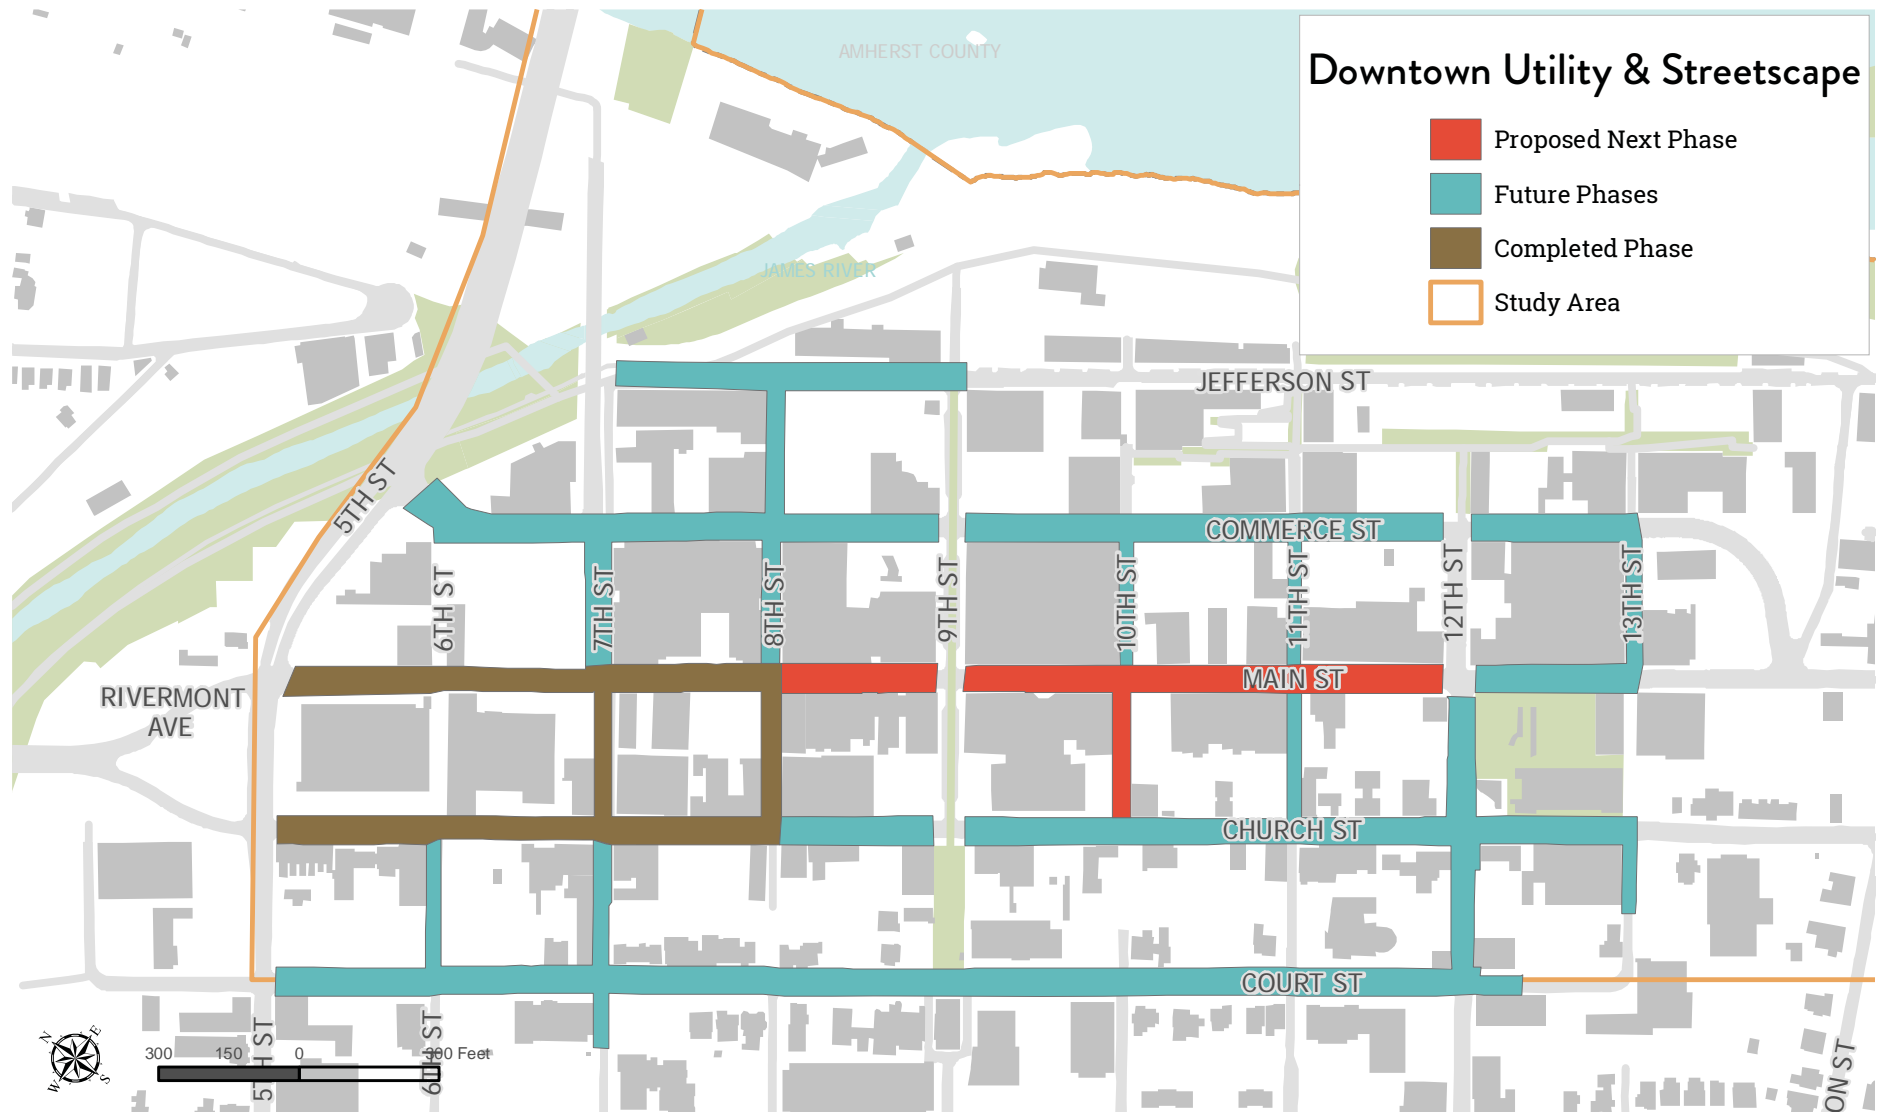 AMHERST COUNTY
Downtown Utility & Streetscape
Proposed Next Phase
Future Phases
Completed Phase
Study Area
JAMES RIVER
JEFFERSON ST
5TH ST
COMMERCE ST
6TH ST
7TH ST
8TH ST
9TH ST
10TH ST
11TH ST
12TH ST
13TH ST
MAIN ST
RIVERMONT
AVE
CHURCH ST
COURT ST
N
E
W
S
300 150 0 300 Feet
5TH ST
6TH ST
ON ST